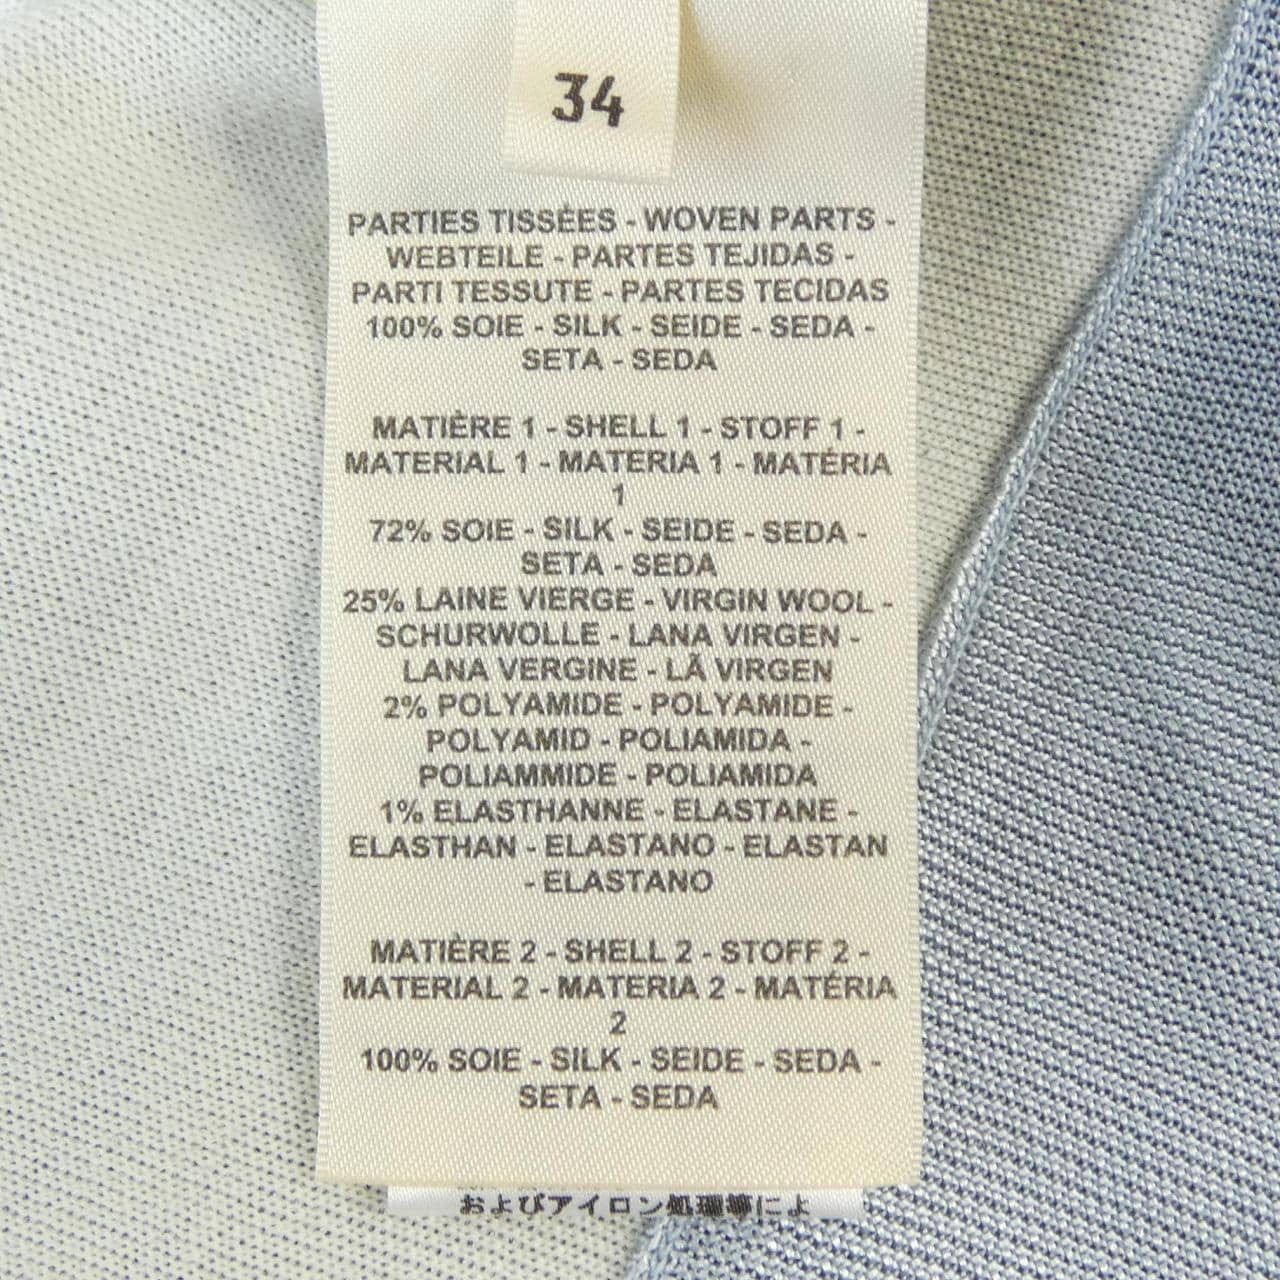 34
PARTIES TISSÉES - WOVEN PARTS -
WEBTEILE - PARTES TEJIDAS -
PARTI TESSUTE - PARTES TECIDAS
100% SOIE - SILK - SEIDE - SEDA -
SETA - SEDA
MATIÈRE 1 - SHELL 1 - STOFF 1 -
MATERIAL 1 - MATERIA 1 - MATÉRIA
1
72% SOIE - SILK - SEIDE - SEDA -
SETA - SEDA
25% LAINE VIERGE - VIRGIN WOOL -
SCHURWOLLE - LANA VIRGEN -
LANA VERGINE - LÃ VIRGEN
2% POLYAMIDE - POLYAMIDE -
POLYAMID - POLIAMIDA -
POLIAMMIDE - POLIAMIDA
1% ELASTHANNE - ELASTANE -
ELASTHAN - ELASTANO - ELASTAN
- ELASTANO
MATIÈRE 2 - SHELL 2 - STOFF 2 -
MATERIAL 2 - MATERIA 2 - MATÉRIA
2
100% SOIE - SILK - SEIDE - SEDA -
SETA - SEDA
およびアイロン処理等によ